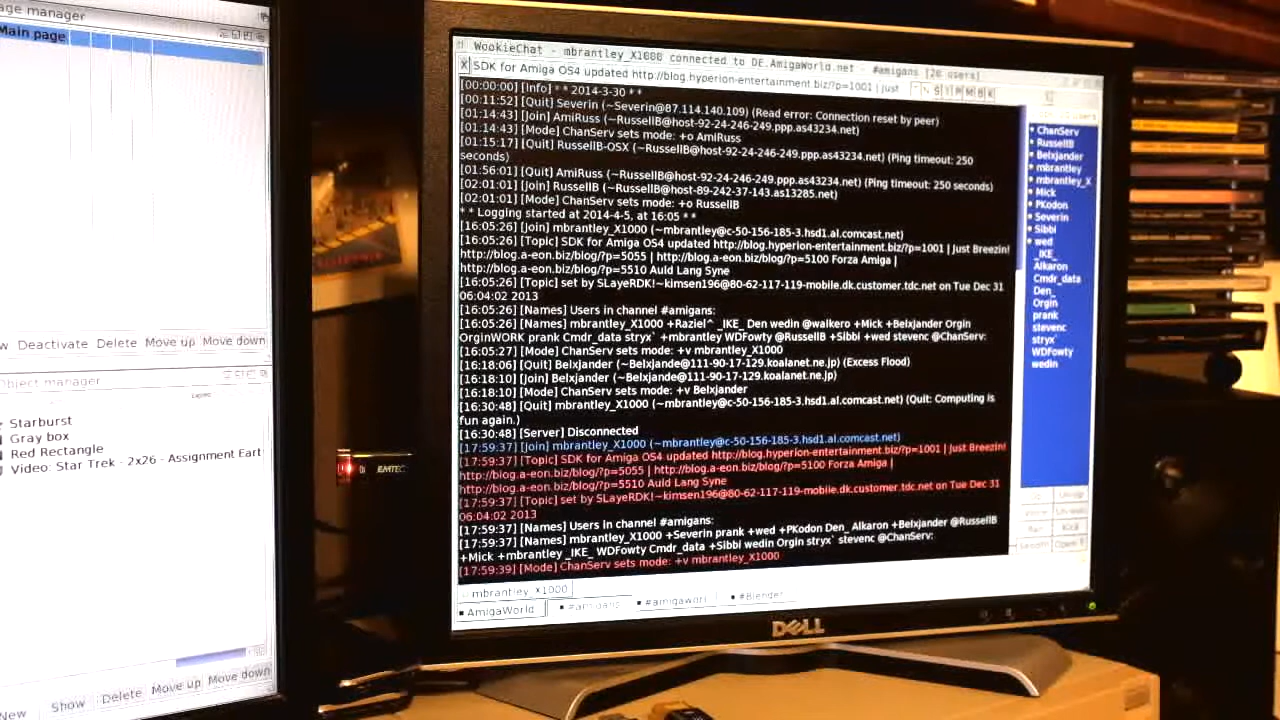 age manager
Main page
Deactivate Delete Move up Move down
Object manager
Starburst
Gray box
Red Rectangle
Video: Star Trek - 2x26 - Assignment Eart
New Show Delete Move up Move down
WookieChat - mbrantley_X1000 connected to DE.AmigaWorld.net - #amigans [20 users]
SDK for Amiga OS4 updated http://blog.hyperion-entertainment.biz/?p=1001 | Just
[00:00:00] [Info] * * 2014-3-30 * *
[00:11:52] [Quit] Severin (~Severin@87.114.140.109) (Read error: Connection reset by peer)
[01:14:43] [Join] AmiRuss (~RussellB@host-92-24-246-249.ppp.as43234.net)
[01:14:43] [Mode] ChanServ sets mode: +o AmiRuss
[01:15:17] [Quit] RussellB-OSX (~RussellB@host-92-24-246-249.ppp.as43234.net) (Ping timeout: 250
seconds)
[01:56:01] [Quit] AmiRuss (~RussellB@host-92-24-246-249.ppp.as43234.net) (Ping timeout: 250 seconds)
[02:01:01] [Join] RussellB (~RussellB@host-89-242-37-143.as13285.net)
[02:01:01] [Mode] ChanServ sets mode: +o RussellB
* * Logging started at 2014-4-5, at 16:05 * *
[16:05:26] [Join] mbrantley_X1000 (~mbrantley@c-50-156-185-3.hsd1.al.comcast.net)
[16:05:26] [Topic] SDK for Amiga OS4 updated http://blog.hyperion-entertainment.biz/?p=1001 | Just Breezin!
http://blog.a-eon.biz/blog/?p=5055 | http://blog.a-eon.biz/blog/?p=5100 Forza Amiga |
http://blog.a-eon.biz/blog/?p=5510 Auld Lang Syne
[16:05:26] [Topic] set by SLayeRDK!~kimsen196@80-62-117-119-mobile.dk.customer.tdc.net on Tue Dec 31
06:04:02 2013
[16:05:26] [Names] Users in channel #amigans:
[16:05:26] [Names] mbrantley_X1000 +Raziel^ _IKE_ Den wedin @walkero +Mick +Belxjander Orgin
OrginWORK prank Cmdr_data stryx` mbrantley WDFowty @RussellB +Sibbi +wed stevenc @ChanServ:
[16:05:27] [Mode] ChanServ sets mode: +v mbrantley_X1000
[16:18:06] [Quit] Belxjander (~Belxjande@111-90-17-129.koalanet.ne.jp) (Excess Flood)
[16:18:10] [Join] Belxjander (~Belxjande@111-90-17-129.koalanet.ne.jp)
[16:18:10] [Mode] ChanServ sets mode: +v Belxjander
[16:30:48] [Quit] mbrantley_X1000 (~mbrantley@c-50-156-185-3.hsd1.al.comcast.net) (Quit: Computing is
fun again.)
[16:30:48] [Server] Disconnected
[17:59:37] [Join] mbrantley_X1000 (~mbrantley@c-50-156-185-3.hsd1.al.comcast.net)
[17:59:37] [Topic] SDK for Amiga OS4 updated http://blog.hyperion-entertainment.biz/?p=1001 | Just Breezin!
http://blog.a-eon.biz/blog/?p=5055 | http://blog.a-eon.biz/blog/?p=5100 Forza Amiga |
http://blog.a-eon.biz/blog/?p=5510 Auld Lang Syne
[17:59:37] [Topic] set by SLayeRDK!~kimsen196@80-62-117-119-mobile.dk.customer.tdc.net on Tue Dec 31
06:04:02 2013
[17:59:37] [Names] Users in channel #amigans:
[17:59:37] [Names] mbrantley_X1000 +Severin prank +wed +PKodon Den_ Alkaron +Belxjander @RussellB
+Mick +mbrantley _IKE_ WDFowty Cmdr_data +Sibbi wedin Orgin stryx` stevenc @ChanServ:
[17:59:39] [Mode] ChanServ sets mode: +v mbrantley_X1000
mbrantley_X1000
AmigaWorld #amigans #amigaworl #Blender
ChanServ
RussellB
Belxjander
mbrantley
mbrantley_X
Mick
PKodon
Severin
Sibbi
wed
_IKE_
Alkaron
Cmdr_data
Den_
Orgin
prank
stevenc
stryx`
WDFowty
wedin
Kick
DELL